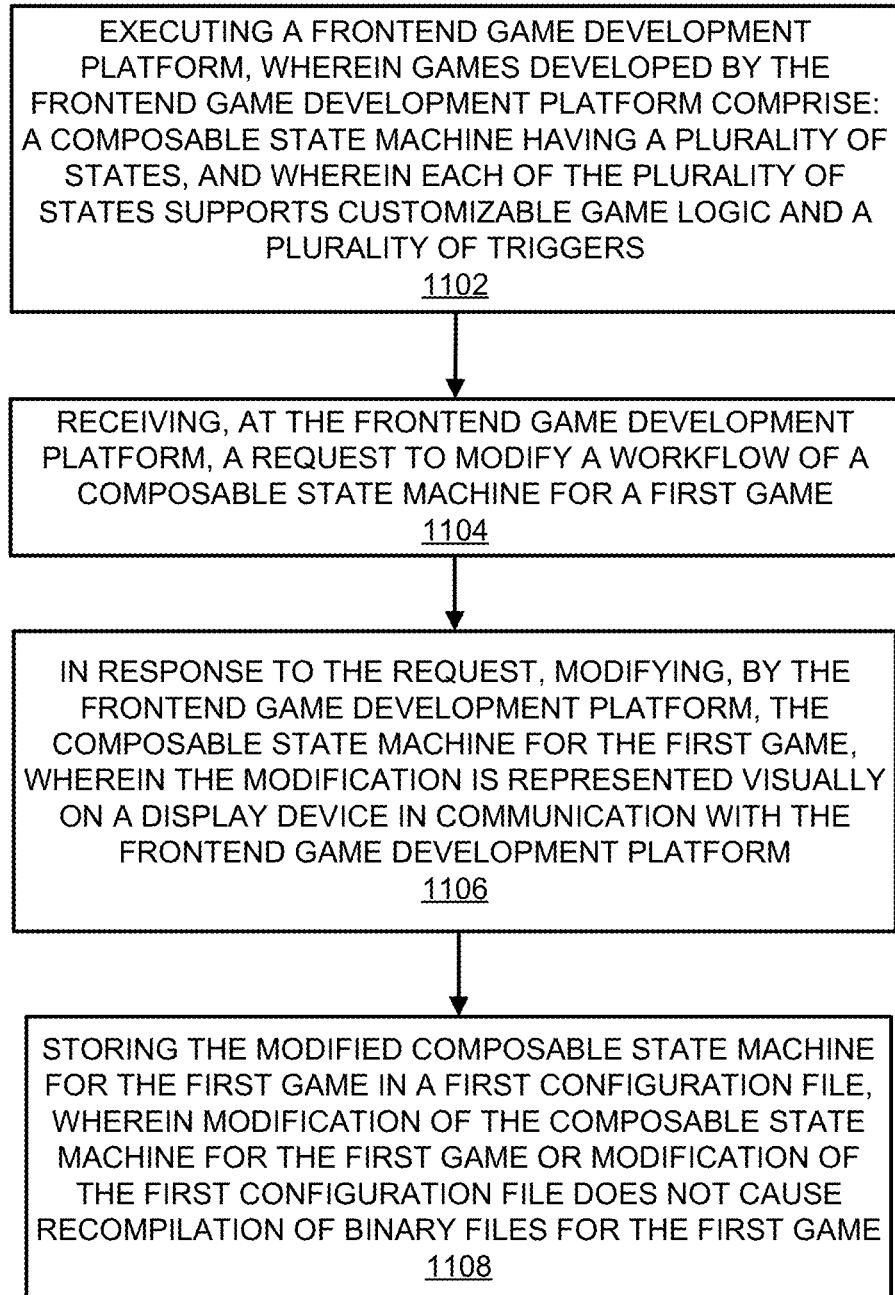 EXECUTING A FRONTEND GAME DEVELOPMENT
PLATFORM, WHEREIN GAMES DEVELOPED BY THE
FRONTEND GAME DEVELOPMENT PLATFORM COMPRISE:
A COMPOSABLE STATE MACHINE HAVING A PLURALITY OF
STATES, AND WHEREIN EACH OF THE PLURALITY OF
STATES SUPPORTS CUSTOMIZABLE GAME LOGIC AND A
PLURALITY OF TRIGGERS
1102
RECEIVING, AT THE FRONTEND GAME DEVELOPMENT
PLATFORM, A REQUEST TO MODIFY A WORKFLOW OF A
COMPOSABLE STATE MACHINE FOR A FIRST GAME
1104
IN RESPONSE TO THE REQUEST, MODIFYING, BY THE
FRONTEND GAME DEVELOPMENT PLATFORM, THE
COMPOSABLE STATE MACHINE FOR THE FIRST GAME,
WHEREIN THE MODIFICATION IS REPRESENTED VISUALLY
ON A DISPLAY DEVICE IN COMMUNICATION WITH THE
FRONTEND GAME DEVELOPMENT PLATFORM
1106
STORING THE MODIFIED COMPOSABLE STATE MACHINE
FOR THE FIRST GAME IN A FIRST CONFIGURATION FILE,
WHEREIN MODIFICATION OF THE COMPOSABLE STATE
MACHINE FOR THE FIRST GAME OR MODIFICATION OF
THE FIRST CONFIGURATION FILE DOES NOT CAUSE
RECOMPILATION OF BINARY FILES FOR THE FIRST GAME
1108